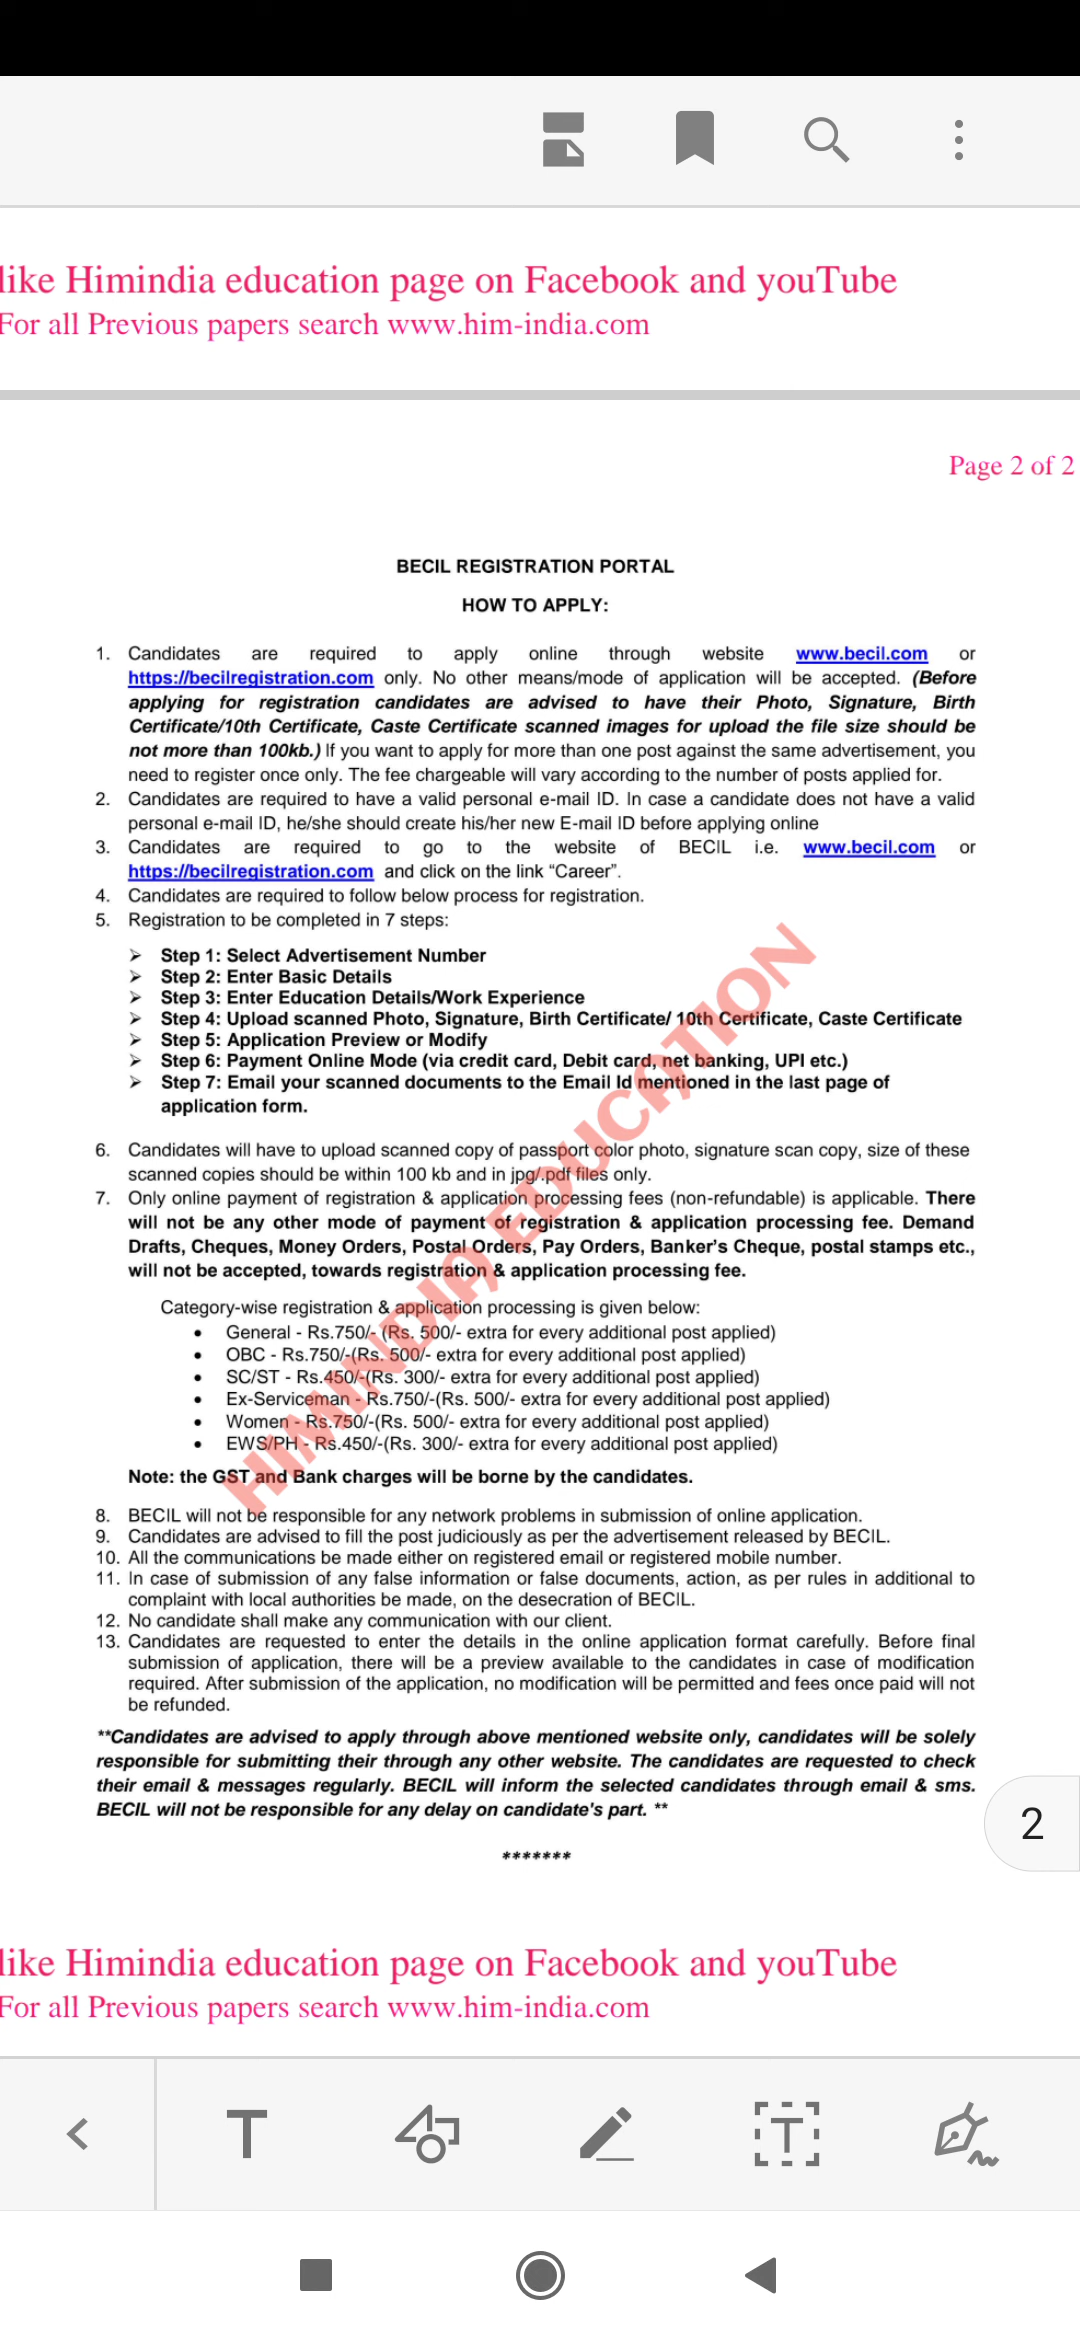 like Himindia education page on Facebook and youTube
For all Previous papers search www.him-india.com
Page 2 of 2
BECIL REGISTRATION PORTAL
HOW TO APPLY:
1. Candidates are required to apply online through website www.becil.com or
https://becilregistration.com only. No other means/mode of application will be accepted. (Before
applying for registration candidates are advised to have their Photo, Signature, Birth
Certificate/10th Certificate, Caste Certificate scanned images for upload the file size should be
not more than 100kb.) If you want to apply for more than one post against the same advertisement, you
need to register once only. The fee chargeable will vary according to the number of posts applied for.
2. Candidates are required to have a valid personal e-mail ID. In case a candidate does not have a valid
personal e-mail ID, he/she should create his/her new E-mail ID before applying online
3. Candidates are required to go to the website of BECIL i.e. www.becil.com or
https://becilregistration.com and click on the link “Career”.
4. Candidates are required to follow below process for registration.
5. Registration to be completed in 7 steps:
➢ Step 1: Select Advertisement Number
➢ Step 2: Enter Basic Details
➢ Step 3: Enter Education Details/Work Experience
➢ Step 4: Upload scanned Photo, Signature, Birth Certificate/ 10th Certificate, Caste Certificate
➢ Step 5: Application Preview or Modify
➢ Step 6: Payment Online Mode (via credit card, Debit card, net banking, UPI etc.)
➢ Step 7: Email your scanned documents to the Email Id mentioned in the last page of
application form.
6. Candidates will have to upload scanned copy of passport color photo, signature scan copy, size of these
scanned copies should be within 100 kb and in jpg/.pdf files only.
7. Only online payment of registration & application processing fees (non-refundable) is applicable. There
will not be any other mode of payment of registration & application processing fee. Demand
Drafts, Cheques, Money Orders, Postal Orders, Pay Orders, Banker’s Cheque, postal stamps etc.,
will not be accepted, towards registration & application processing fee.
Category-wise registration & application processing is given below:
• General - Rs.750/- (Rs. 500/- extra for every additional post applied)
• OBC - Rs.750/-(Rs. 500/- extra for every additional post applied)
• SC/ST - Rs.450/-(Rs. 300/- extra for every additional post applied)
• Ex-Serviceman - Rs.750/-(Rs. 500/- extra for every additional post applied)
• Women - Rs.750/-(Rs. 500/- extra for every additional post applied)
• EWS/PH - Rs.450/-(Rs. 300/- extra for every additional post applied)
Note: the GST and Bank charges will be borne by the candidates.
8. BECIL will not be responsible for any network problems in submission of online application.
9. Candidates are advised to fill the post judiciously as per the advertisement released by BECIL.
10. All the communications be made either on registered email or registered mobile number.
11. In case of submission of any false information or false documents, action, as per rules in additional to
complaint with local authorities be made, on the desecration of BECIL.
12. No candidate shall make any communication with our client.
13. Candidates are requested to enter the details in the online application format carefully. Before final
submission of application, there will be a preview available to the candidates in case of modification
required. After submission of the application, no modification will be permitted and fees once paid will not
be refunded.
**Candidates are advised to apply through above mentioned website only, candidates will be solely
responsible for submitting their through any other website. The candidates are requested to check
their email & messages regularly. BECIL will inform the selected candidates through email & sms.
BECIL will not be responsible for any delay on candidate's part. **
*******
HIMINDIA EDUCATION
2
like Himindia education page on Facebook and youTube
For all Previous papers search www.him-india.com